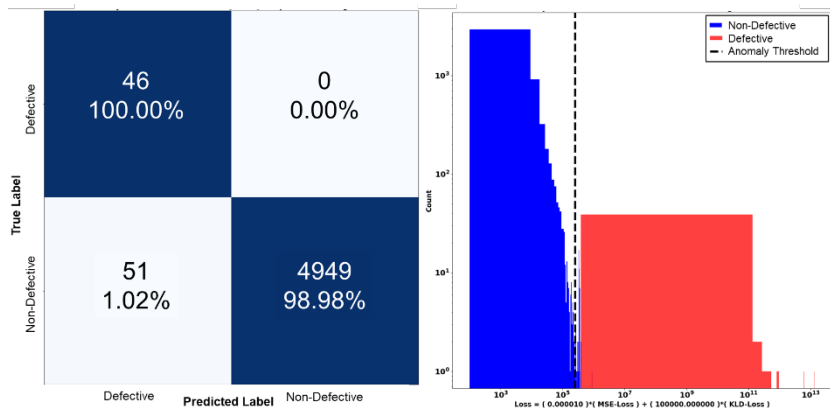 46
100.00%
0
0.00%
51
1.02%
4949
98.98%
Defective
Non-Defective
True Label
Defective
Non-Defective
Predicted Label
Non-Defective
Defective
Anomaly Threshold
10³
10²
10¹
10⁰
Count
10³
10⁵
10⁷
10⁹
10¹¹
10¹³
Loss = ( 0.000010 )*( MSE-Loss ) + ( 100000.000000 )*( KLD-Loss )